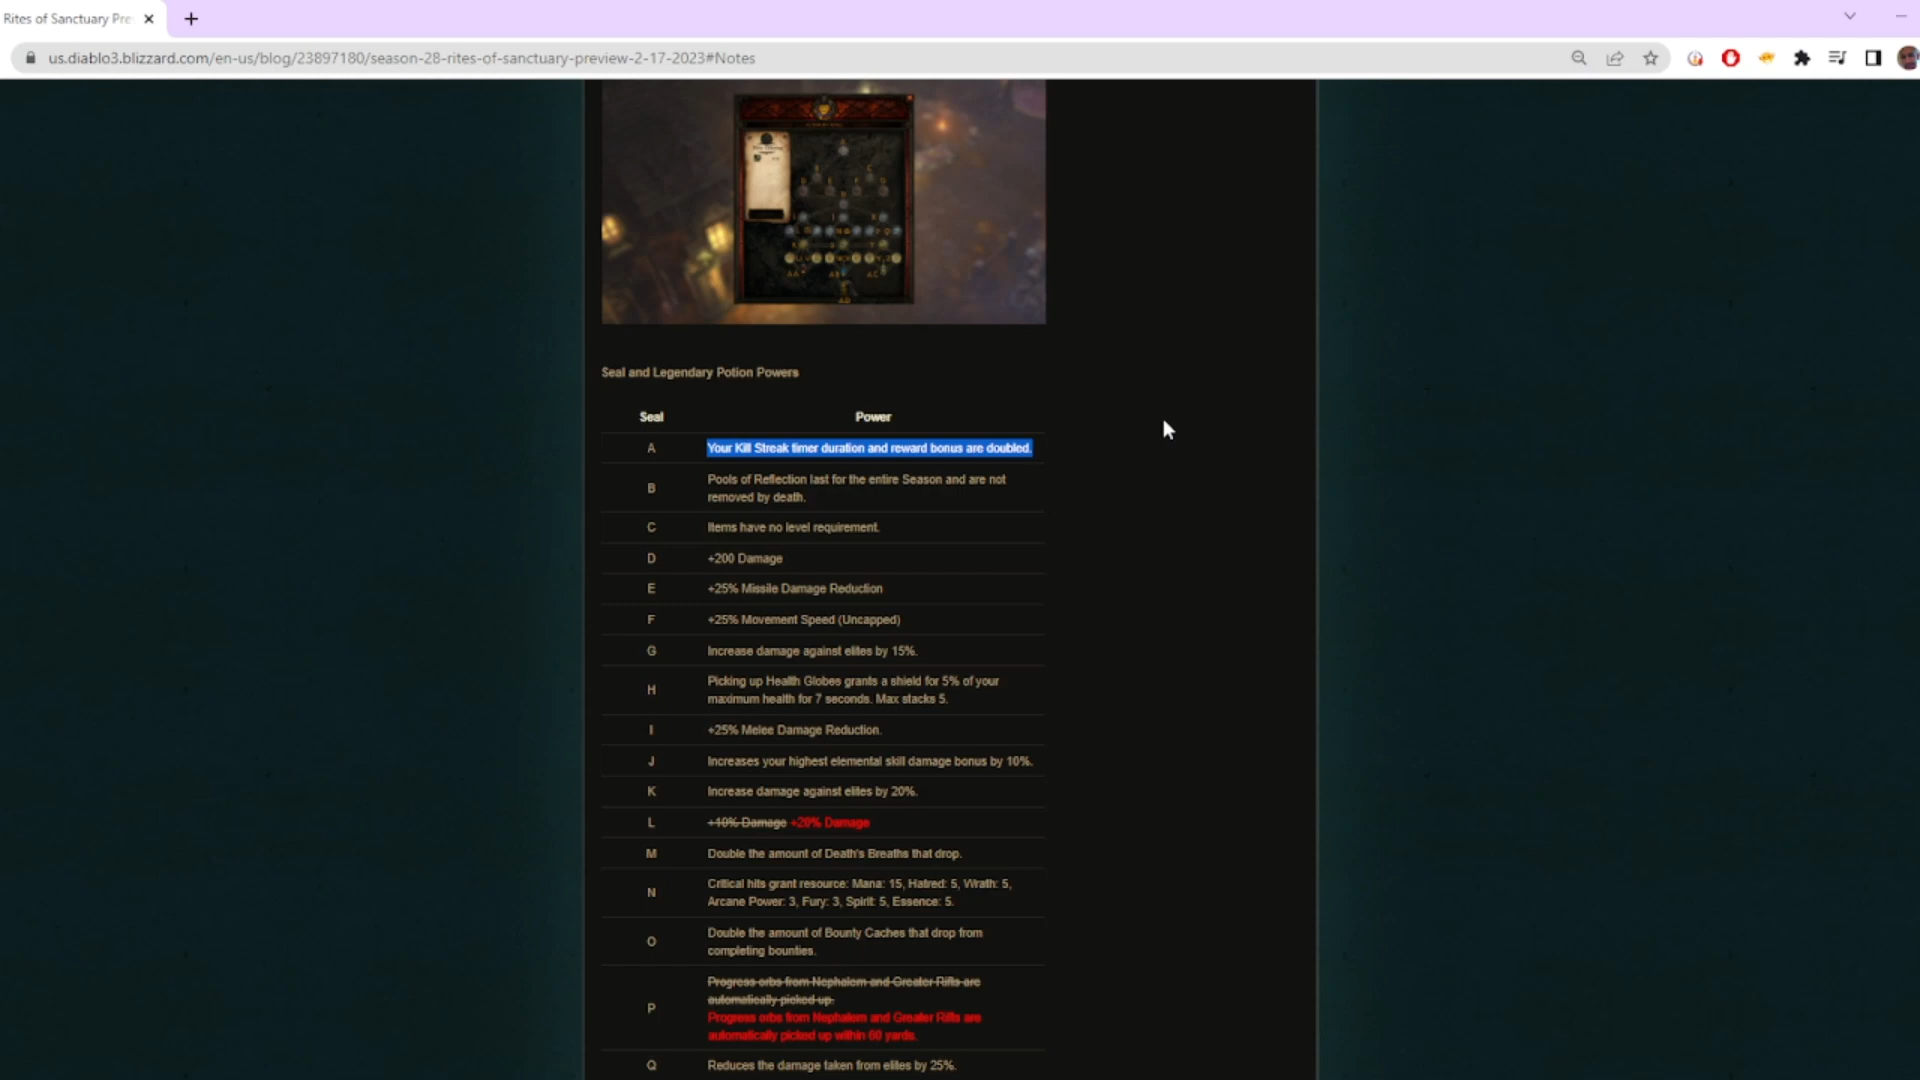 Rites of Sanctuary Pre
us.diablo3.blizzard.com/en-us/blog/23897180/season-28-rites-of-sanctuary-preview-2-17-2023#Notes
Seal and Legendary Potion Powers
Seal Power
A Your Kill Streak timer duration and reward bonus are doubled.
B Pools of Reflection last for the entire Season and are not
removed by death.
C Items have no level requirement.
D +200 Damage
E +25% Missile Damage Reduction
F +25% Movement Speed (Uncapped)
G Increase damage against elites by 15%.
H Picking up Health Globes grants a shield for 5% of your
maximum health for 7 seconds. Max stacks 5.
I +25% Melee Damage Reduction.
J Increases your highest elemental skill damage bonus by 10%.
K Increase damage against elites by 20%.
L +10% Damage +20% Damage
M Double the amount of Death's Breaths that drop.
N Critical hits grant resource: Mana: 15, Hatred: 5, Wrath: 5,
Arcane Power: 3, Fury: 3, Spirit: 5, Essence: 5.
O Double the amount of Bounty Caches that drop from
completing bounties.
P Progress orbs from Nephalem and Greater Rifts are
automatically picked up.
Progress orbs from Nephalem and Greater Rifts are
automatically picked up within 60 yards.
Q Reduces the damage taken from elites by 25%.